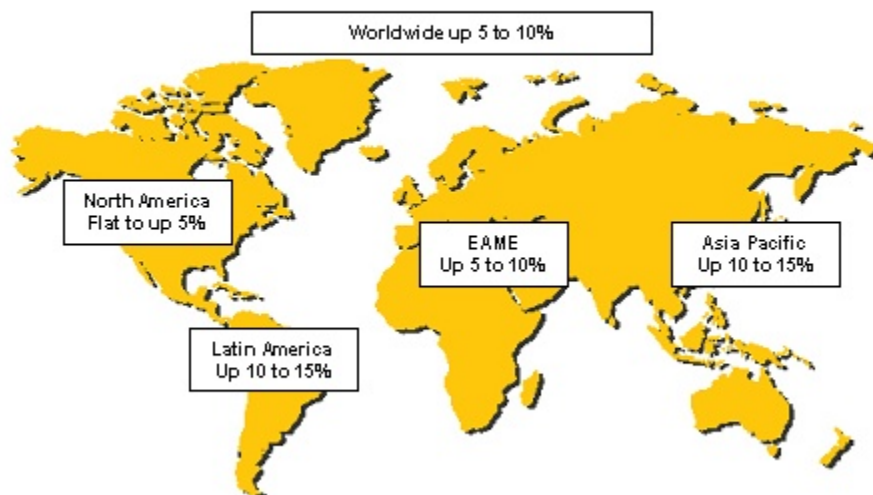 Worldwide up 5 to 10%
North America
Flat to up 5%
EAME
Up 5 to 10%
Asia Pacific
Up 10 to 15%
Latin America
Up 10 to 15%